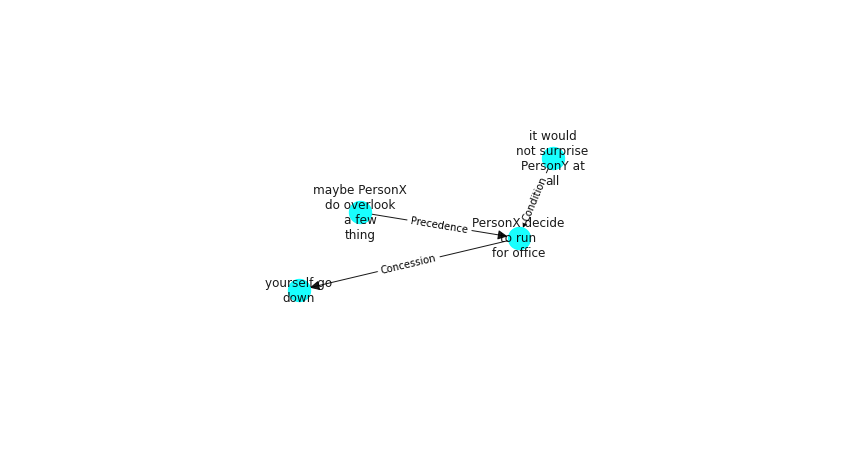 it would
not surprise
PersonY at
all
Condition
maybe PersonX
do overlook
a few
thing
Precedence
PersonX decide
to run
for office
Concession
yourself go
down